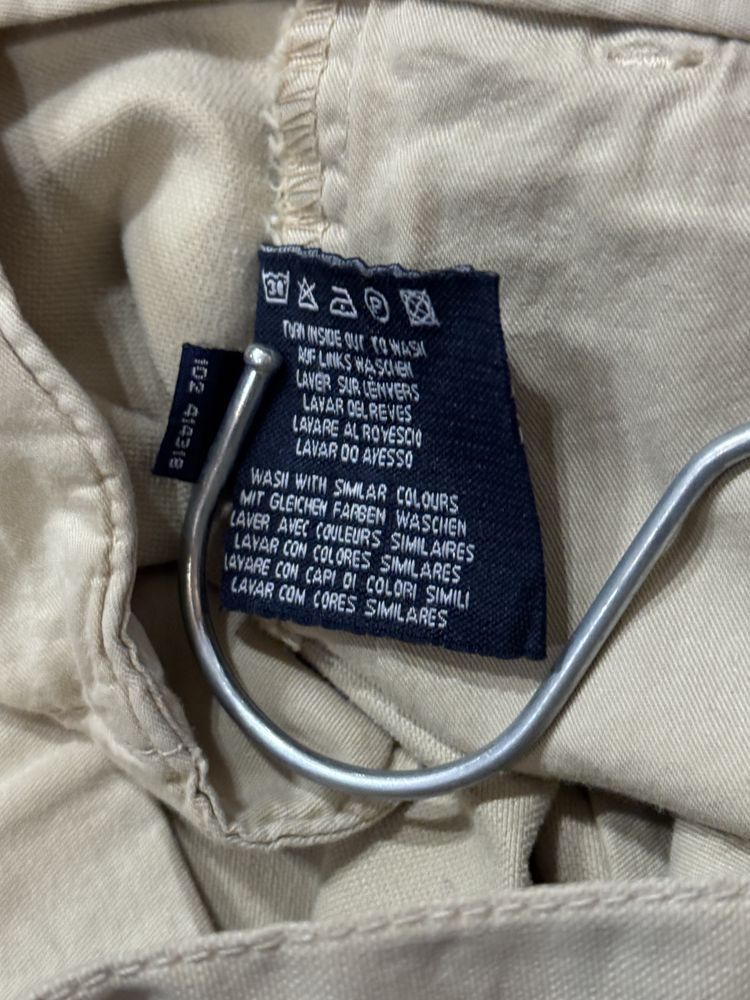 30
P
TURN INSIDE OUT TO WASH
AUF LINKS WASCHEN
LAVER SUR L'ENVERS
LAVAR DEL REVES
LAVARE AL ROVESCIO
LAVAR DO AVESSO
WASH WITH SIMILAR COLOURS
MIT GLEICHEN FARBEN WASCHEN
LAVER AVEC COULEURS SIMILAIRES
LAVAR CON COLORES SIMILARES
LAVARE CON CAPI DI COLORI SIMILI
LAVAR COM CORES SIMILARES
102 414318